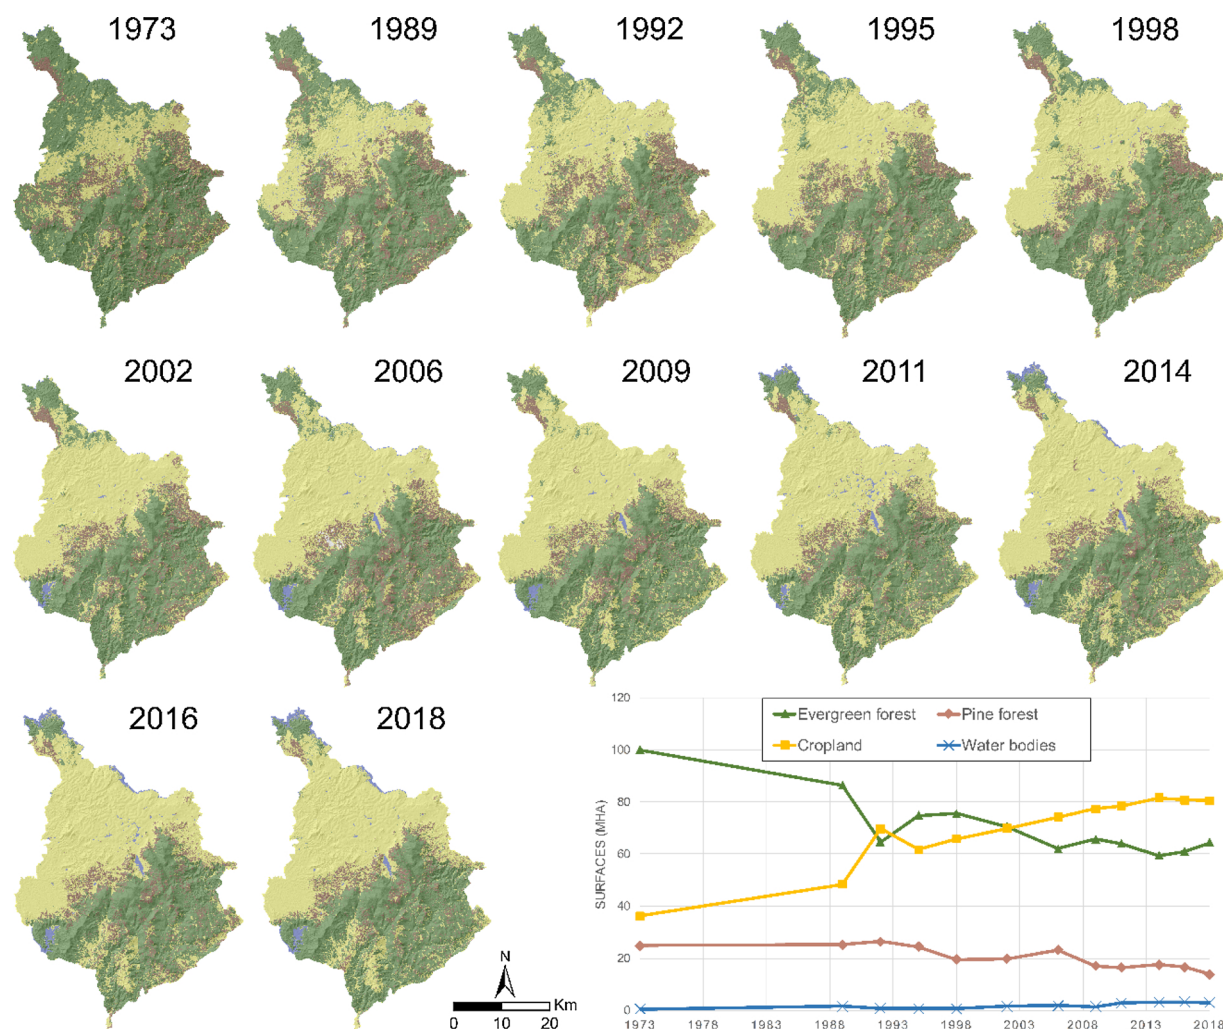 1973
1989
1992
1995
1998
2002
2006
2009
2011
2014
2016
2018
N
Km
0 10 20
SURFACES (MHA)
120
100
80
60
40
20
0
Evergreen forest
Pine forest
Cropland
Water bodies
1973 1978 1983 1988 1993 1998 2003 2008 2013 2018